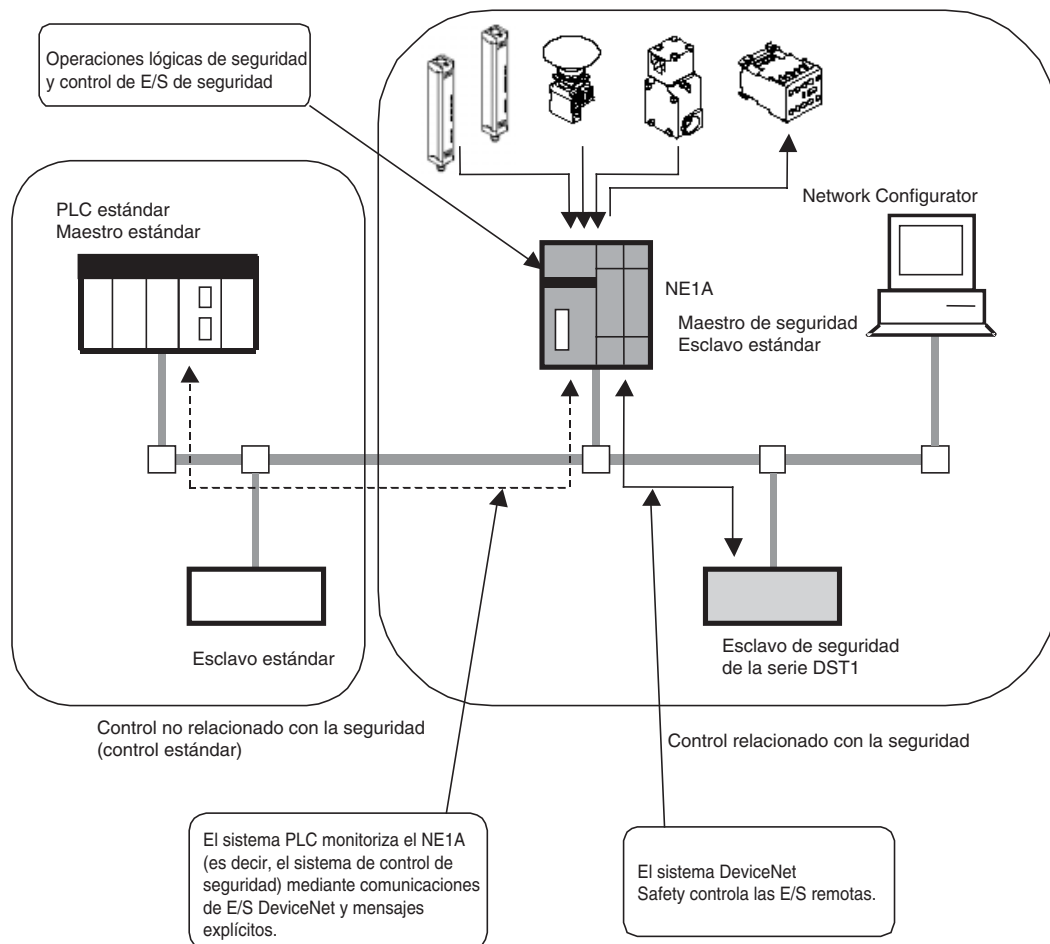 Operaciones lógicas de seguridad
y control de E/S de seguridad
PLC estándar
Maestro estándar
Network Configurator
NE1A
Maestro de seguridad
Esclavo estándar
Esclavo estándar
Esclavo de seguridad
de la serie DST1
Control no relacionado con la seguridad
(control estándar)
Control relacionado con la seguridad
El sistema PLC monitoriza el NE1A
(es decir, el sistema de control de
seguridad) mediante comunicaciones
de E/S DeviceNet y mensajes
explícitos.
El sistema DeviceNet
Safety controla las E/S remotas.